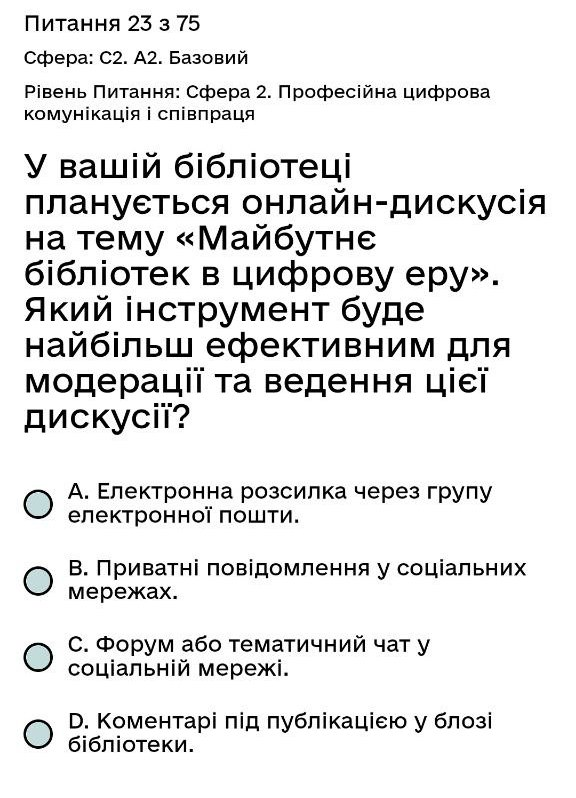 Питання 23 з 75
Сфера: С2. А2. Базовий
Рівень Питання: Сфера 2. Професійна цифрова
комунікація і співпраця
У вашій бібліотеці
планується онлайн-дискусія
на тему «Майбутнє
бібліотек в цифрову еру».
Який інструмент буде
найбільш ефективним для
модерації та ведення цієї
дискусії?
A. Електронна розсилка через групу
електронної пошти.
B. Приватні повідомлення у соціальних
мережах.
C. Форум або тематичний чат у
соціальній мережі.
D. Коментарі під публікацією у блозі
бібліотеки.